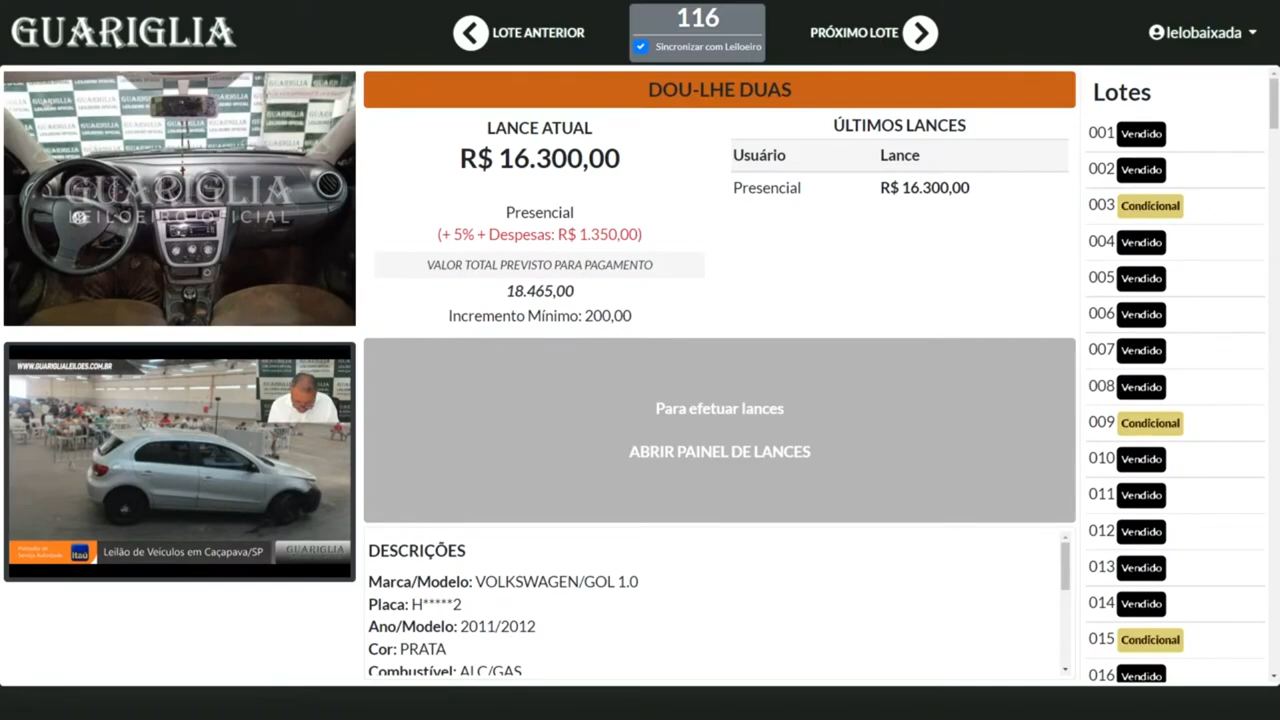 GUARIGLIA
LOTE ANTERIOR
116
Sincronizar com Leiloeiro
PRÓXIMO LOTE
lelobaixada
GUARIGLIA
LEILOEIRO OFICIAL
DOU-LHE DUAS
LANCE ATUAL
R$ 16.300,00
Presencial
(+ 5% + Despesas: R$ 1.350,00)
VALOR TOTAL PREVISTO PARA PAGAMENTO
18.465,00
Incremento Mínimo: 200,00
ÚLTIMOS LANCES
Usuário Lance
Presencial R$ 16.300,00
Para efetuar lances
ABRIR PAINEL DE LANCES
WWW.GUARIGLIALEILOES.COM.BR
Itaú
Leilão de Veículos em Caçapava/SP
GUARIGLIA
DESCRIÇÕES
Marca/Modelo: VOLKSWAGEN/GOL 1.0
Placa: H*****2
Ano/Modelo: 2011/2012
Cor: PRATA
Combustível: ALC/GAS
Lotes
001 Vendido
002 Vendido
003 Condicional
004 Vendido
005 Vendido
006 Vendido
007 Vendido
008 Vendido
009 Condicional
010 Vendido
011 Vendido
012 Vendido
013 Vendido
014 Vendido
015 Condicional
016 Vendido